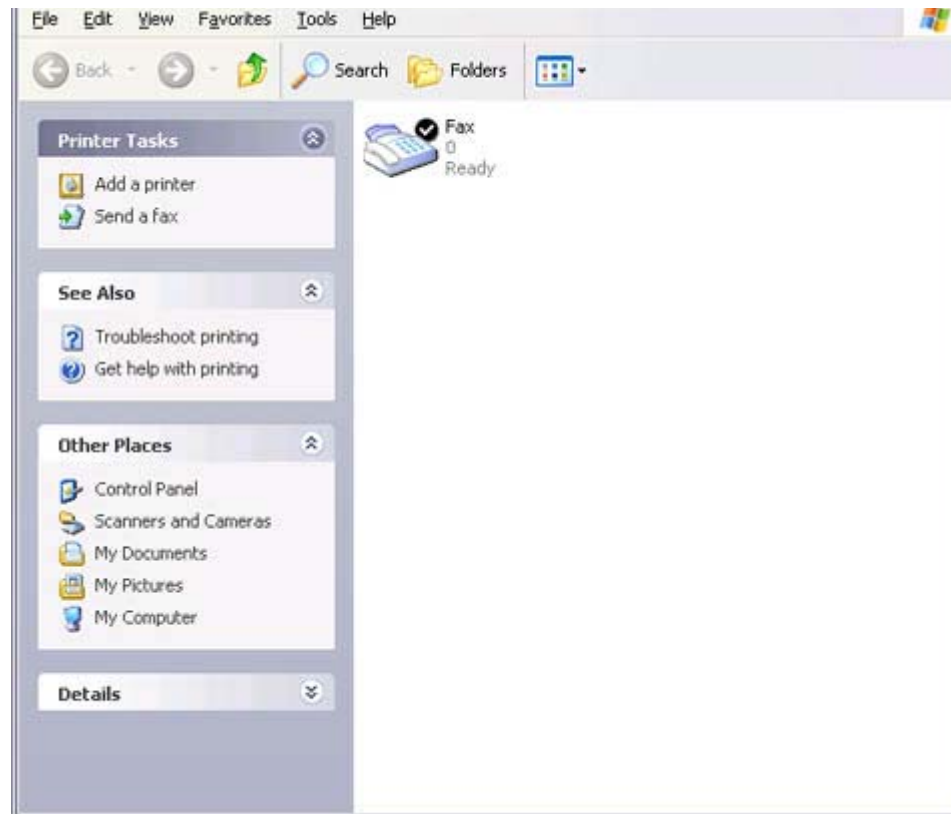 File Edit View Favorites Tools Help
Back Search Folders
Printer Tasks
Add a printer
Send a fax
See Also
Troubleshoot printing
Get help with printing
Other Places
Control Panel
Scanners and Cameras
My Documents
My Pictures
My Computer
Details
Fax
0
Ready